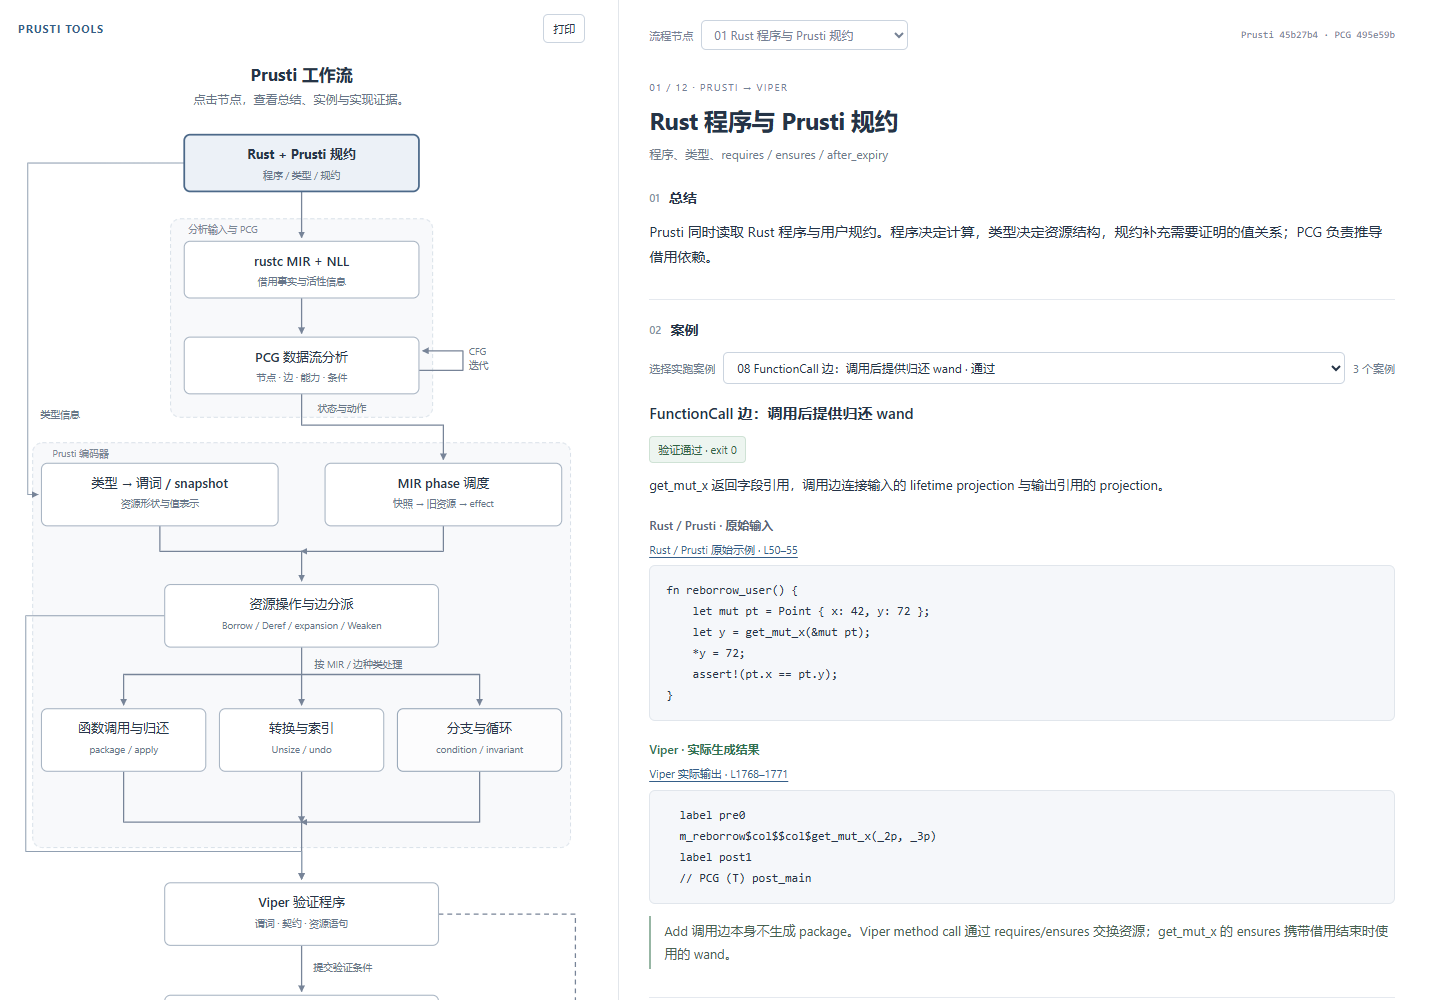 PRUSTI TOOLS
打印
Prusti 工作流
点击节点，查看总结、实例与实现证据。
Rust + Prusti 规约
程序 / 类型 / 规约
分析输入与 PCG
rustc MIR + NLL
借用事实与活性信息
PCG 数据流分析
节点 · 边 · 能力 · 条件
CFG
迭代
状态与动作
类型信息
Prusti 编码器
类型 → 谓词 / snapshot
资源形状与值表示
MIR phase 调度
快照 → 旧资源 → effect
资源操作与边分派
Borrow / Deref / expansion / Weaken
按 MIR / 边种类处理
函数调用与归还
package / apply
转换与索引
Unsize / undo
分支与循环
condition / invariant
Viper 验证程序
谓词 · 契约 · 资源语句
提交验证条件
流程节点
01 Rust 程序与 Prusti 规约
Prusti 45b27b4 · PCG 495e59b
01 / 12 · PRUSTI → VIPER
Rust 程序与 Prusti 规约
程序、类型、requires / ensures / after_expiry
01 总结
Prusti 同时读取 Rust 程序与用户规约。程序决定计算，类型决定资源结构，规约补充需要证明的值关系；PCG 负责推导
借用依赖。
02 案例
选择实施案例
08 FunctionCall 边：调用后提供归还 wand · 通过
3 个案例
FunctionCall 边：调用后提供归还 wand
验证通过 · exit 0
get_mut_x 返回字段引用，调用边连接输入的 lifetime projection 与输出引用的 projection。
Rust / Prusti · 原始输入
Rust / Prusti 原始示例 · L50–55
fn reborrow_user() {
    let mut pt = Point { x: 42, y: 72 };
    let y = get_mut_x(&mut pt);
    *y = 72;
    assert!(pt.x == pt.y);
}
Viper · 实际生成结果
Viper 实际输出 · L1768–1771
label pre0
m_reborrow$col$$col$get_mut_x(_2p, _3p)
label post1
// PCG (T) post_main
Add 调用边本身不生成 package。Viper method call 通过 requires/ensures 交换资源；get_mut_x 的 ensures 携带借用结束时使
用的 wand。